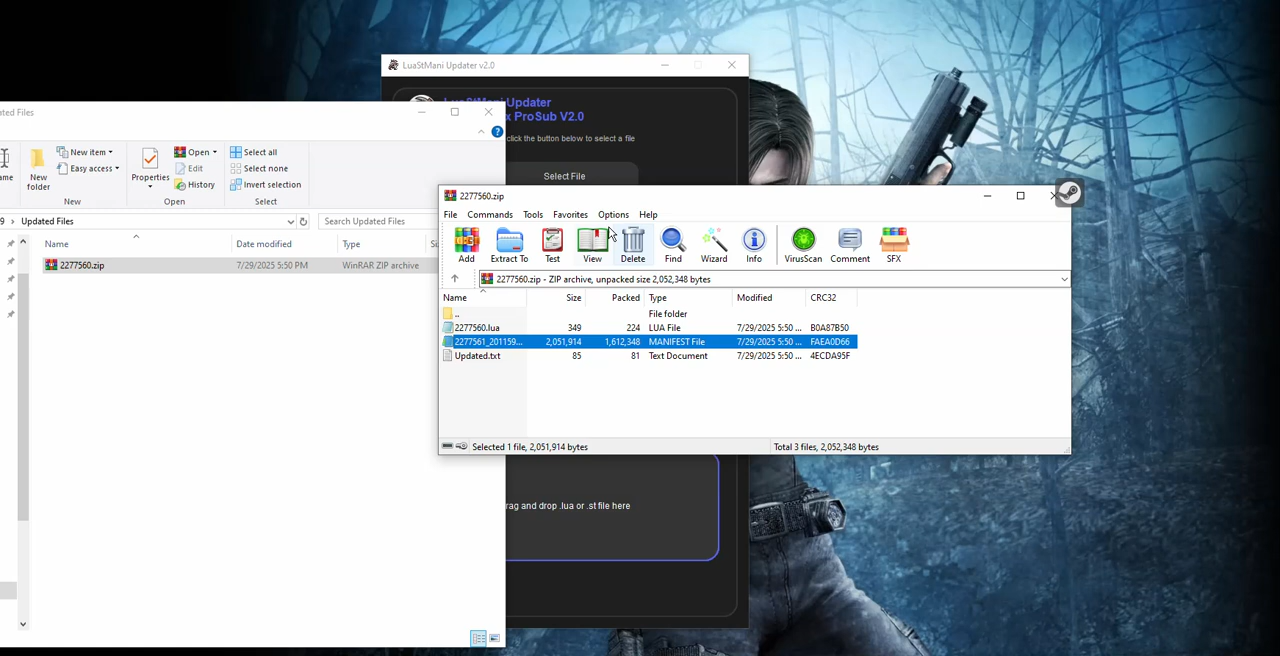 LuaStMani Updater v2.0
Updater
x ProSub V2.0
click the button below to select a file
Select File
rag and drop .lua or .st file here
ated Files
ame
New folder
New item
Easy access
New
Properties
Open
Edit
History
Open
Select all
Select none
Invert selection
Select
9 › Updated Files
Search Updated Files
Name Date modified Type Si
2277560.zip 7/29/2025 5:50 PM WinRAR ZIP archive
2277560.zip
File Commands Tools Favorites Options Help
Add Extract To Test View Delete Find Wizard Info VirusScan Comment SFX
2277560.zip - ZIP archive, unpacked size 2,052,348 bytes
Name Size Packed Type Modified CRC32
.. File folder
2277560.lua 349 224 LUA File 7/29/2025 5:50 ... B0A87B50
2277561_201159... 2,051,914 1,612,348 MANIFEST File 7/29/2025 5:50 ... FAEA0D66
Updated.txt 85 81 Text Document 7/29/2025 5:50 ... 4ECDA95F
Selected 1 file, 2,051,914 bytes
Total 3 files, 2,052,348 bytes